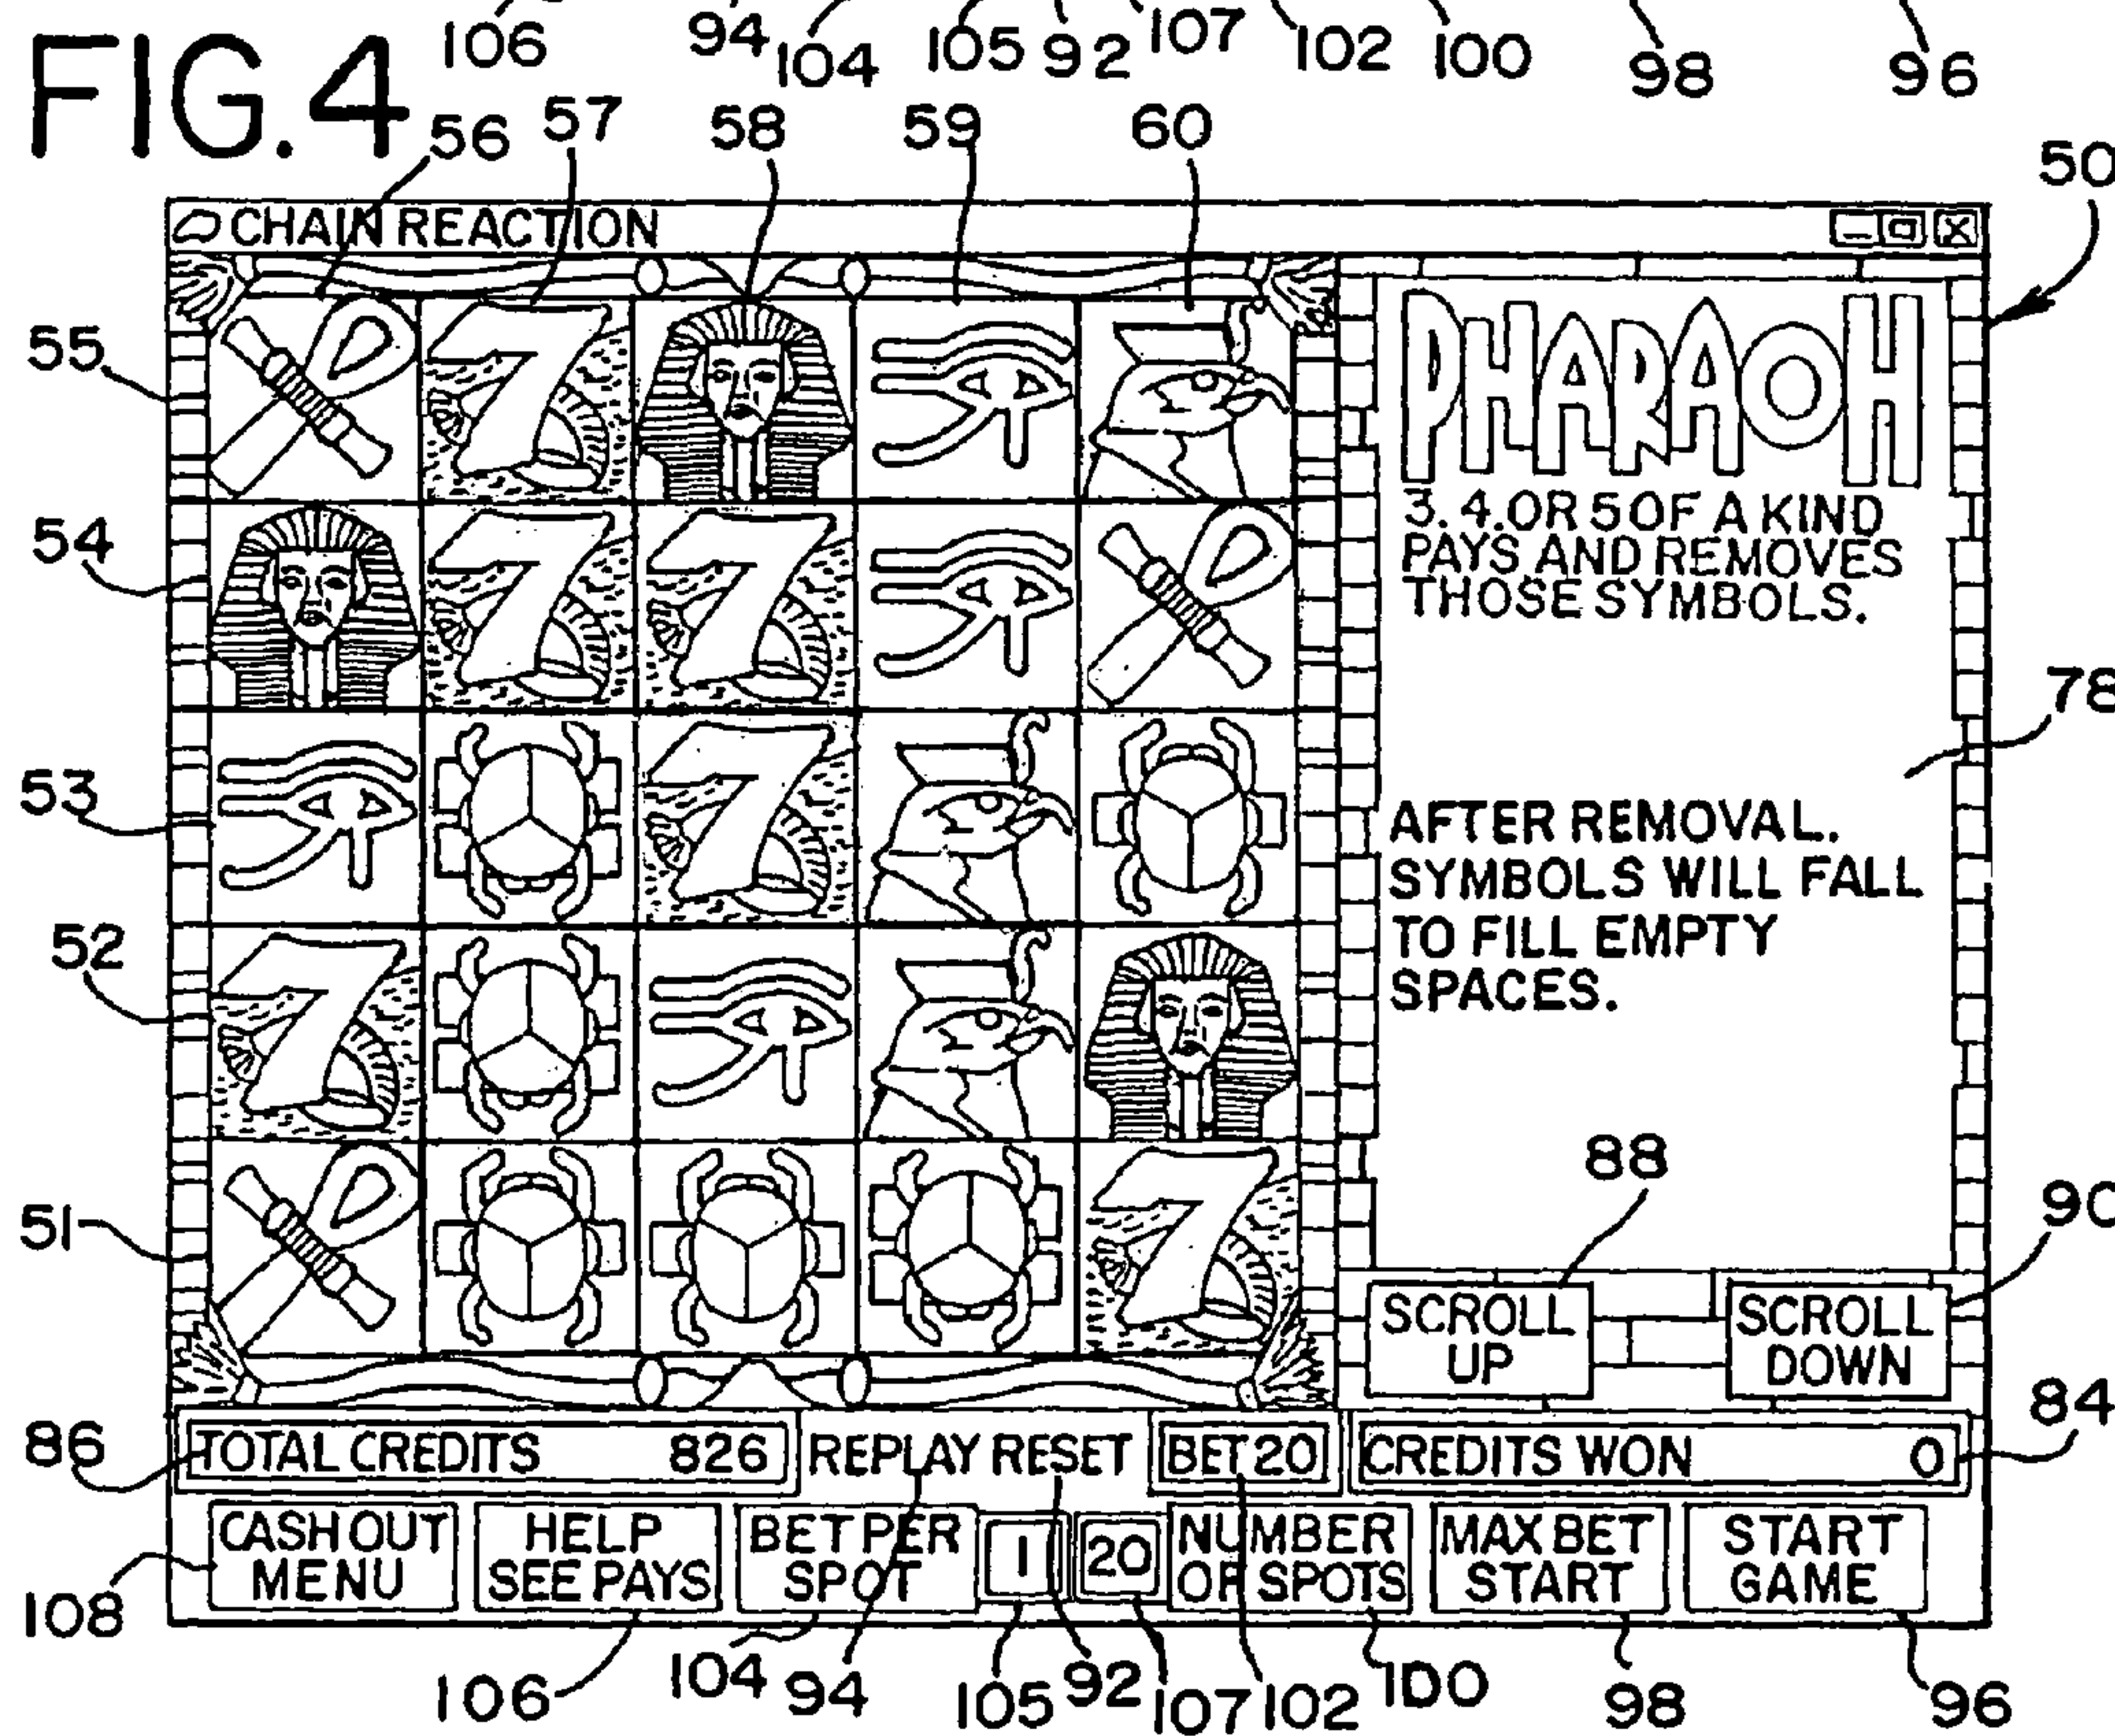 106 94 104 105 92 107 102 100 98 96
FIG. 4
56 57 58 59 60
50
CHAIN REACTION
55
PHARAOH
3. 4. OR 5 OF A KIND
PAYS AND REMOVES
THOSE SYMBOLS.
54
78
53
AFTER REMOVAL.
SYMBOLS WILL FALL
TO FILL EMPTY
SPACES.
52
88
90
51
SCROLL
UP
SCROLL
DOWN
84
86
TOTAL CREDITS 826 REPLAY RESET BET 20 CREDITS WON 0
CASH OUT
MENU
HELP
SEE PAYS
BET PER
SPOT
1
20
NUMBER
OF SPOTS
MAX BET
START
START
GAME
108
106 104 94 105 92 107 102 100 98 96